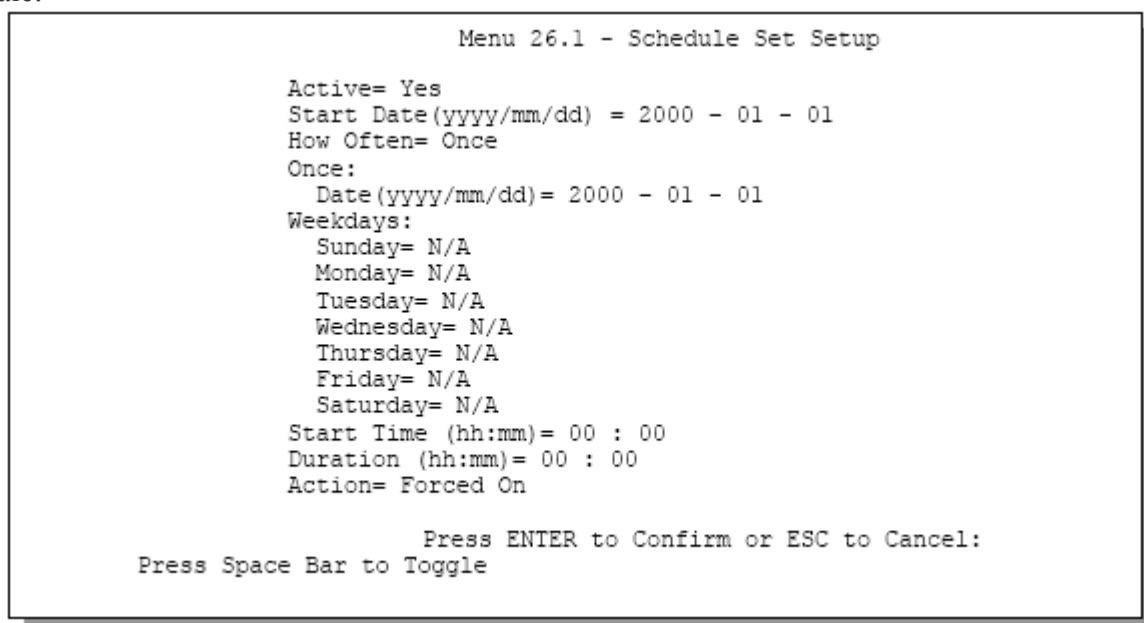 Menu 26.1 - Schedule Set Setup
Active= Yes
Start Date(yyyy/mm/dd) = 2000 - 01 - 01
How Often= Once
Once:
Date(yyyy/mm/dd)= 2000 - 01 - 01
Weekdays:
Sunday= N/A
Monday= N/A
Tuesday= N/A
Wednesday= N/A
Thursday= N/A
Friday= N/A
Saturday= N/A
Start Time (hh:mm)= 00 : 00
Duration (hh:mm)= 00 : 00
Action= Forced On
Press ENTER to Confirm or ESC to Cancel:
Press Space Bar to Toggle